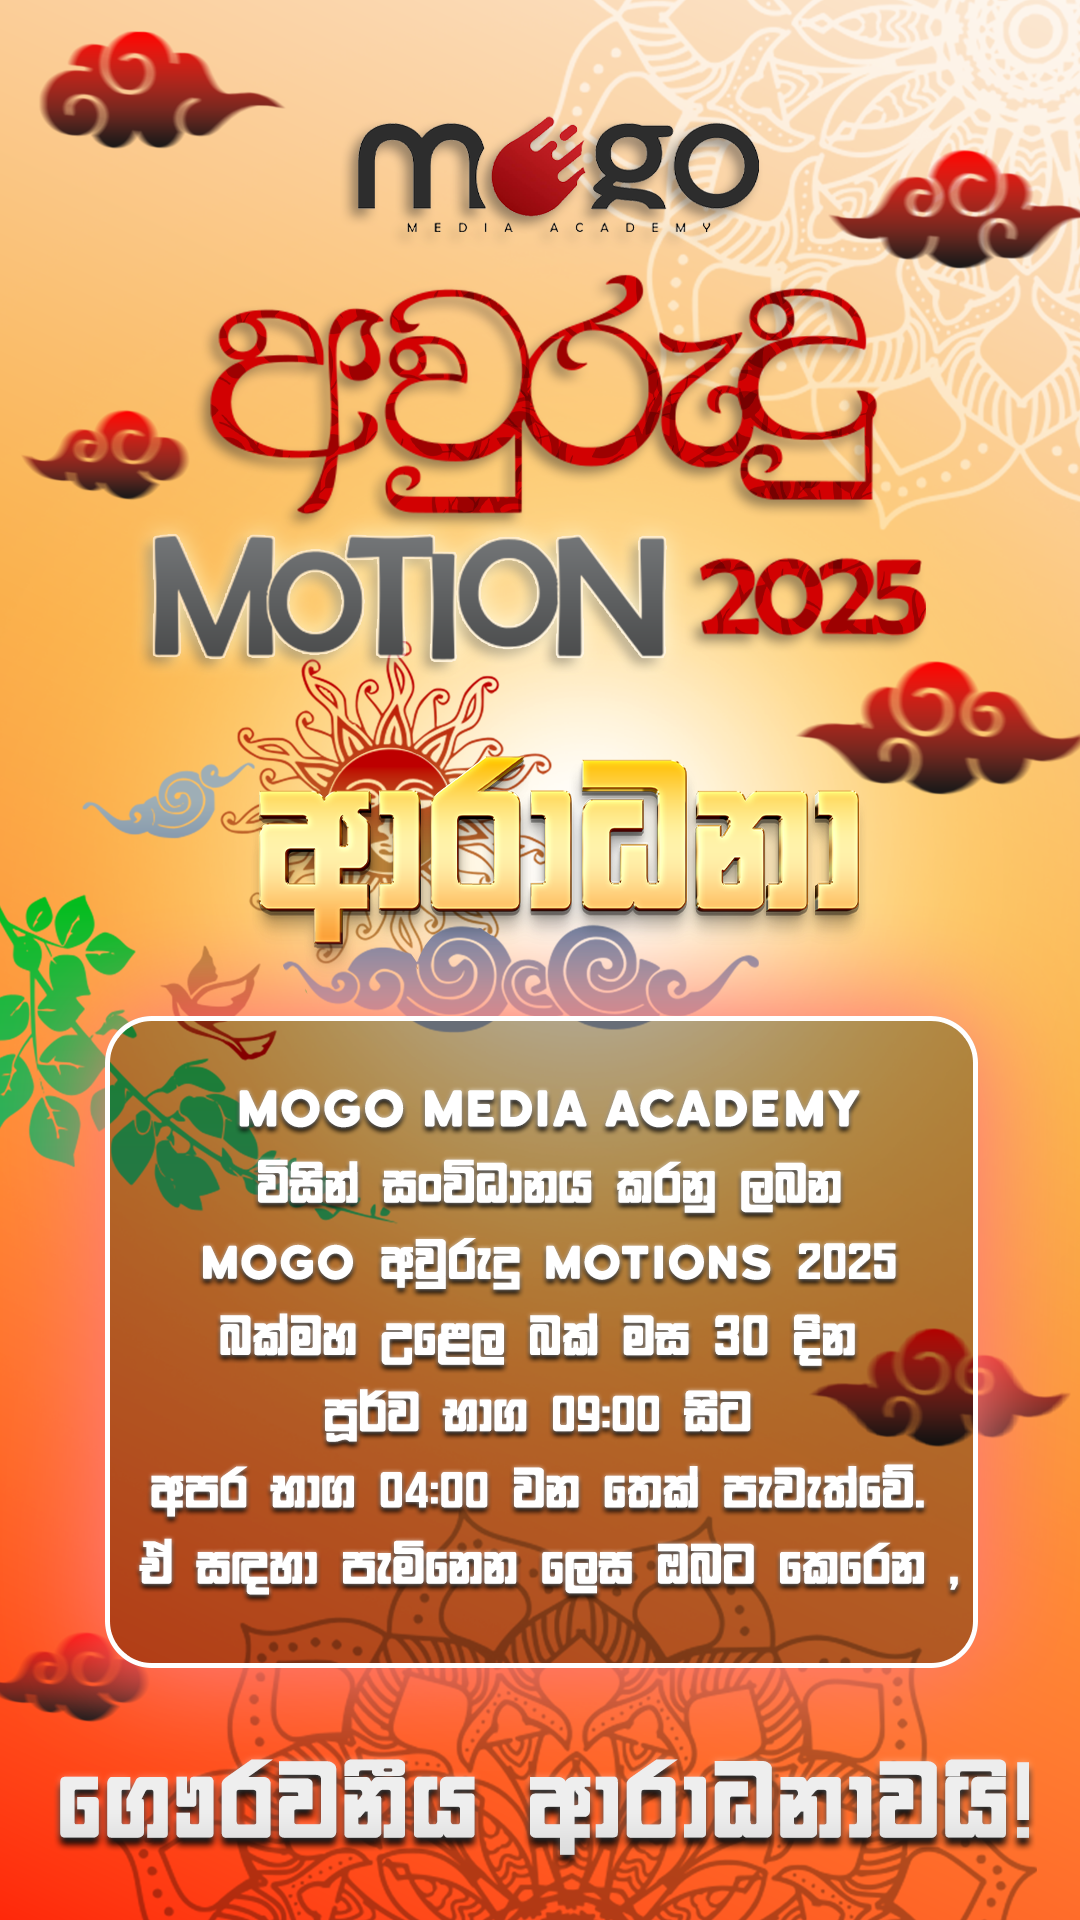 mogo
MEDIA ACADEMY
අවුරුදු
MOTION 2025
ආරාධනා
MOGO MEDIA ACADEMY
විසින් සංවිධානය කරනු ලබන
MOGO අවුරුදු MOTIONS 2025
බක්මහ උළෙල බක් මස 30 දින
පූර්ව භාග 09:00 සිට
අපර භාග 04:00 වන තෙක් පැවැත්වේ.
ඒ සඳහා පැමිනෙන ලෙස ඔබට කෙරෙන ,
ගෞරවනීය ආරාධනාවයි!